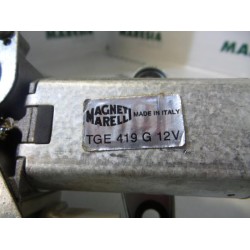 MAGNETI
MARELLI
MADE IN ITALY
TGE 419 G 12V